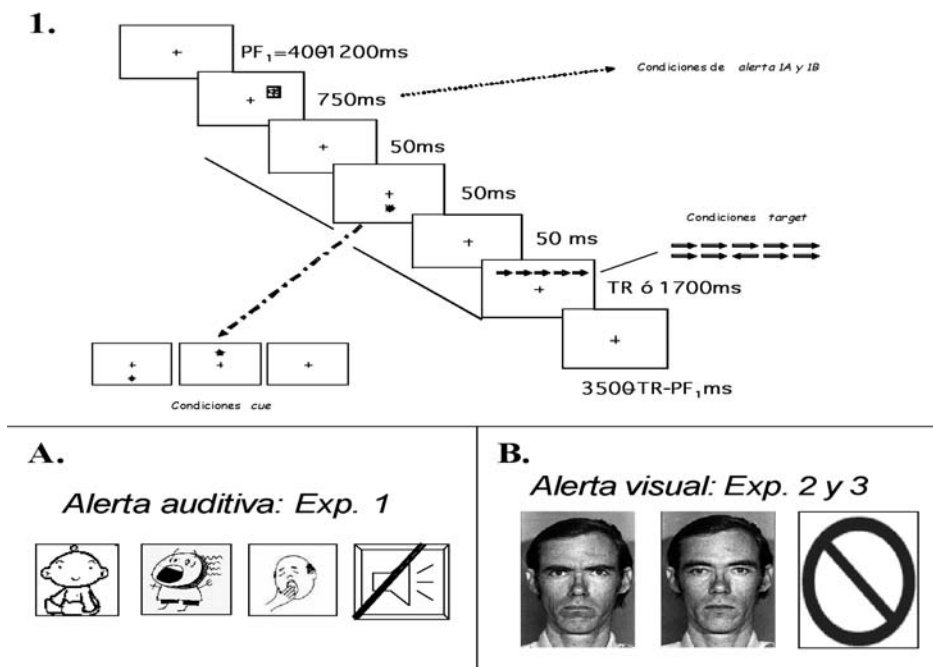 1.
PF₁=400-1200ms
Condiciones de alerta 1A y 1B
750ms
50ms
50ms
Condiciones target
50 ms
TR ó 1700ms
3500-TR-PF₁ms
Condiciones cue
A.
Alerta auditiva: Exp. 1
B.
Alerta visual: Exp. 2 y 3